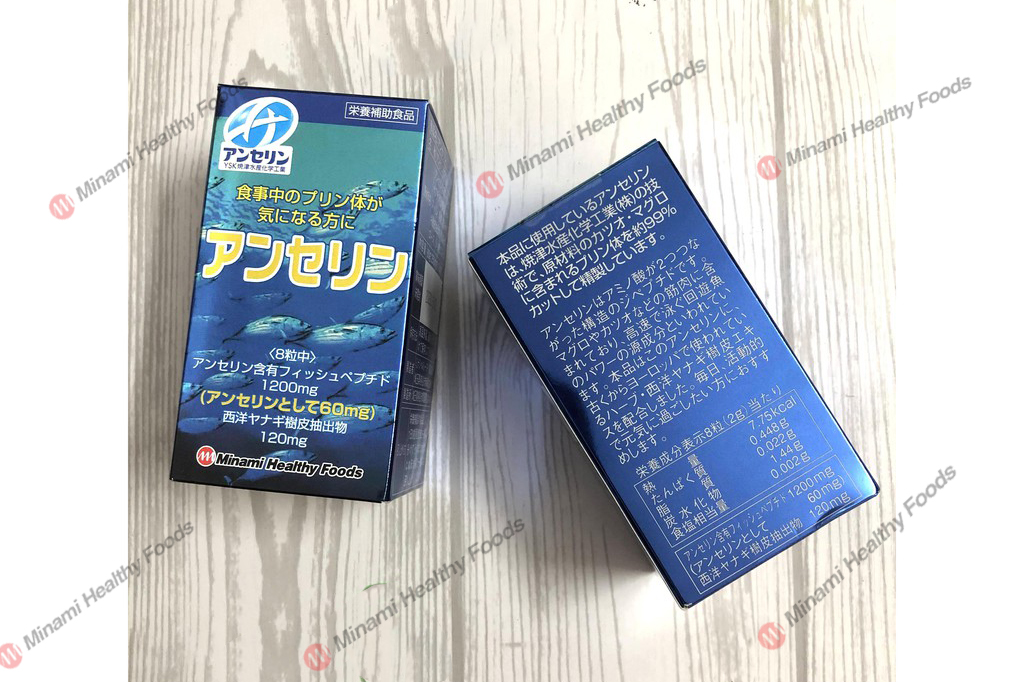 アンセリン
YSK焼津水産化学工業
栄養補助食品
食事中のプリン体が
気になる方に
アンセリン
〈8粒中〉
アンセリン含有フィッシュペプチド
1200mg
(アンセリンとして60mg)
西洋ヤナギ樹皮抽出物
120mg
Minami Healthy Foods
本品に使用しているアンセリン
は、焼津水産化学工業(株)の技
術で、原材料のカツオ・マグロ
に含まれるプリン体を約99%
カットして精製しています。
アンセリンはアミノ酸が2つつな
がった構造のジペプチドです。
マグロやカツオなどの筋肉に含
まれており、高速で泳ぐ回遊魚
のパワーの源成分といわれてい
ます。本品はこのアンセリンに、
古くからヨーロッパで使われてい
るハーブ・西洋ヤナギ樹皮エキ
スを配合しました。毎日、活動的
で元気に過ごしたい方におすす
めします。
栄養成分表示8粒(2g)当たり
熱量 7.75kcal
たんぱく質 0.448g
脂質 0.022g
炭水化物 1.44g
食塩相当量 0.002g
アンセリン含有フィッシュペプチド 1200mg
(アンセリンとして 60mg)
西洋ヤナギ樹皮抽出物 120mg
Minami Healthy Foods
Minami Healthy Foods
Minami Healthy Foods
Minami Healthy Foods
Minami Healthy Foods
Minami Healthy Foods